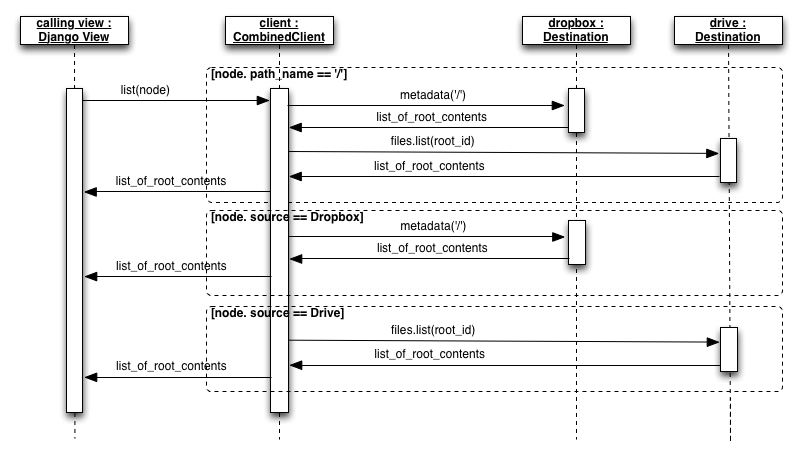 calling view :
Django View
client :
CombinedClient
dropbox :
Destination
drive :
Destination
[node. path_name == '/']
list(node)
metadata('/')
list_of_root_contents
files.list(root_id)
list_of_root_contents
list_of_root_contents
[node. source == Dropbox]
metadata('/')
list_of_root_contents
list_of_root_contents
[node. source == Drive]
files.list(root_id)
list_of_root_contents
list_of_root_contents